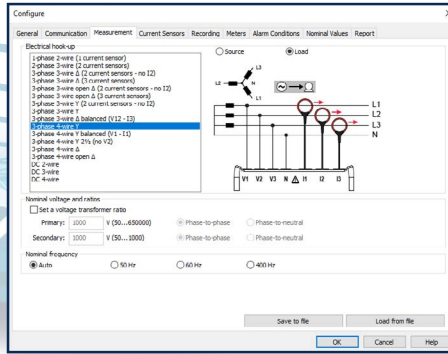 Configure
General Communication Measurement Current Sensors Recording Meters Alarm Conditions Nominal Values Report
Electrical hook-up
1-phase 2-wire (1 current sensor)
2-phase 2-wire (2 current sensors)
3-phase 3-wire Δ (2 current sensors - no I2)
3-phase 3-wire Δ (3 current sensors)
3-phase 3-wire open Δ (2 current sensors - no I2)
3-phase 3-wire open Δ (3 current sensors)
3-phase 3-wire Y (2 current sensors - no I2)
3-phase 3-wire Y
3-phase 3-wire Δ balanced (V12 - I3)
3-phase 4-wire Y
3-phase 4-wire Y balanced (V1 - I1)
3-phase 4-wire Y 2½ (no V2)
3-phase 4-wire Δ
3-phase 4-wire open Δ
DC 2-wire
DC 3-wire
DC 4-wire
Source Load
L3
L2 N
L1
L1
L2
L3
N
V1 V2 V3 N I1 I2 I3
Nominal voltage and ratios
Set a voltage transformer ratio
Primary: 1000 V (50...650000) Phase-to-phase Phase-to-neutral
Secondary: 1000 V (50...1000) Phase-to-phase Phase-to-neutral
Nominal frequency
Auto 50 Hz 60 Hz 400 Hz
Save to file Load from file
OK Cancel Help